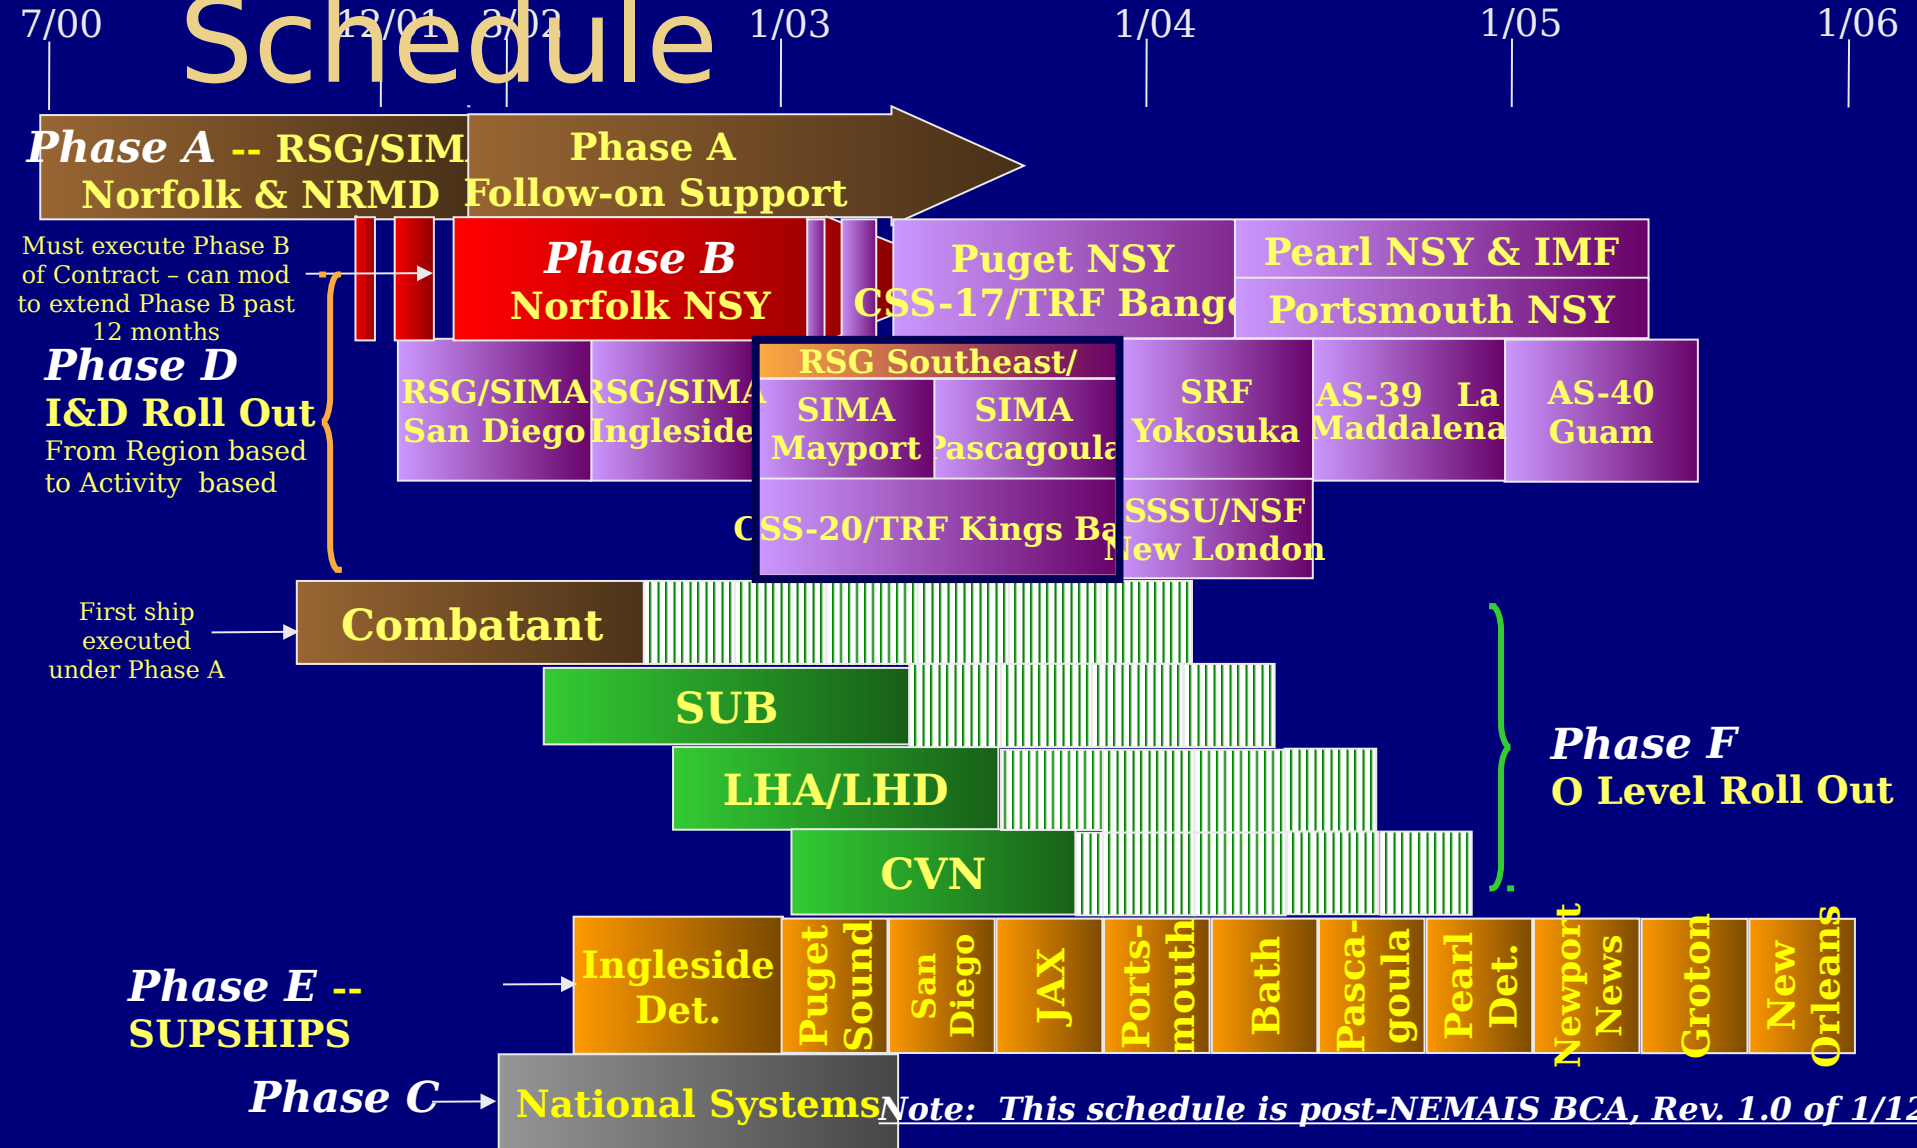 Schedule
7/00 12/01 3/02 1/03 1/04 1/05 1/06
Phase A -- RSG/SIM
Norfolk & NRMD
Phase A
Follow-on Support
Must execute Phase B
of Contract – can mod
to extend Phase B past
12 months
Phase B
Norfolk NSY
Puget NSY
CSS-17/TRF Bango
Pearl NSY & IMF
Portsmouth NSY
Phase D
I&D Roll Out
From Region based
to Activity based
RSG/SIMA
San Diego
RSG/SIMA
Ingleside
RSG Southeast/
SIMA
Mayport
SIMA
Pascagoula
CSS-20/TRF Kings Ba
SRF
Yokosuka
AS-39 La
Maddalena
AS-40
Guam
SSSU/NSF
New London
First ship
executed
under Phase A
Combatant
SUB
LHA/LHD
CVN
Phase F
O Level Roll Out
Phase E --
SUPSHIPS
Ingleside
Det.
Puget
Sound
San
Diego
JAX
Ports-
mouth
Bath
Pasca-
goula
Pearl
Det.
Newport
News
Groton
New
Orleans
Phase C
National Systems
Note: This schedule is post-NEMAIS BCA, Rev. 1.0 of 1/12